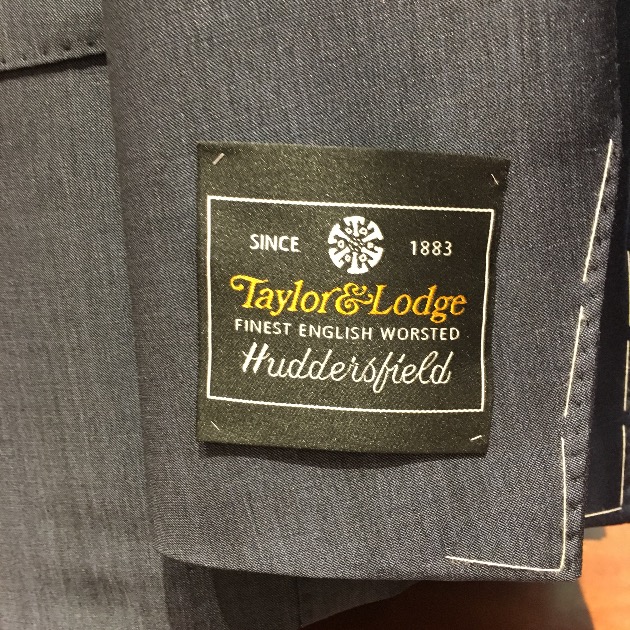 SINCE 1883
Taylor & Lodge
FINEST ENGLISH WORSTED
Huddersfield